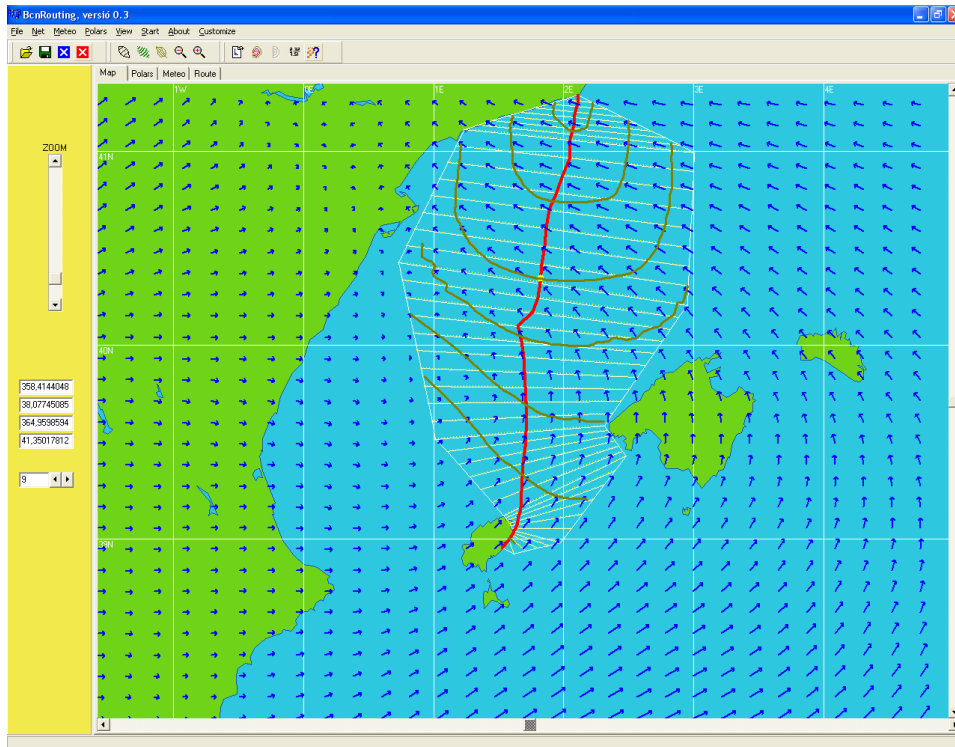 BcnRouting, versió 0.3
File Net Meteo Polars View Start About Customize
Map Polars Meteo Route
1W 0E 1E 2E 3E 4E
41N
ZOOM
40N
358,4144048
38,07745085
364,9598594
41,35017812
9
39N